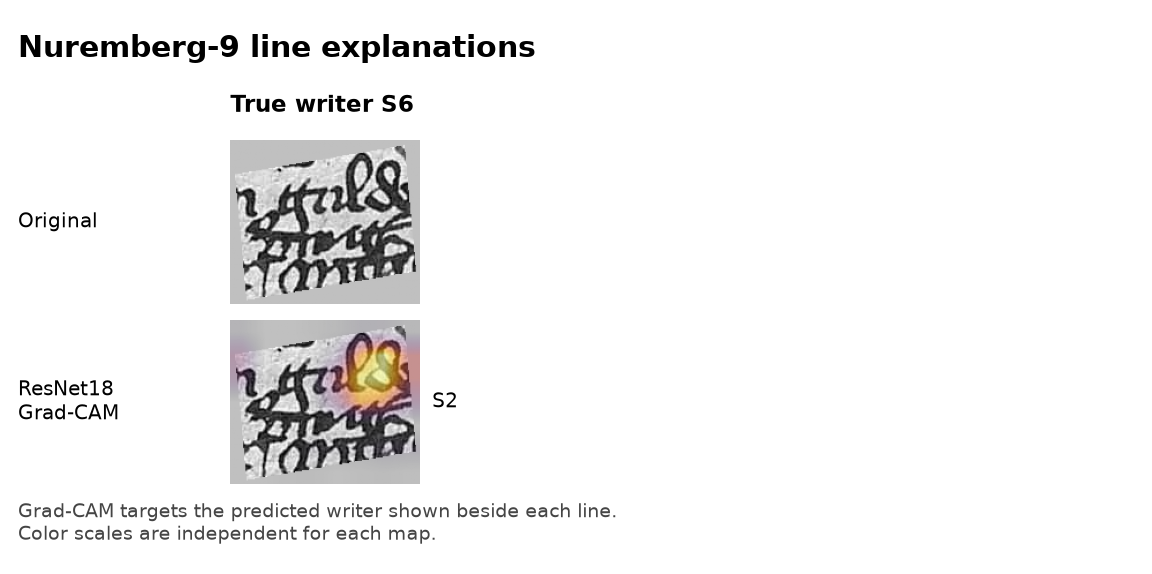 Nuremberg-9 line explanations
True writer S6
Original
ResNet18
Grad-CAM
S2
Grad-CAM targets the predicted writer shown beside each line.
Color scales are independent for each map.